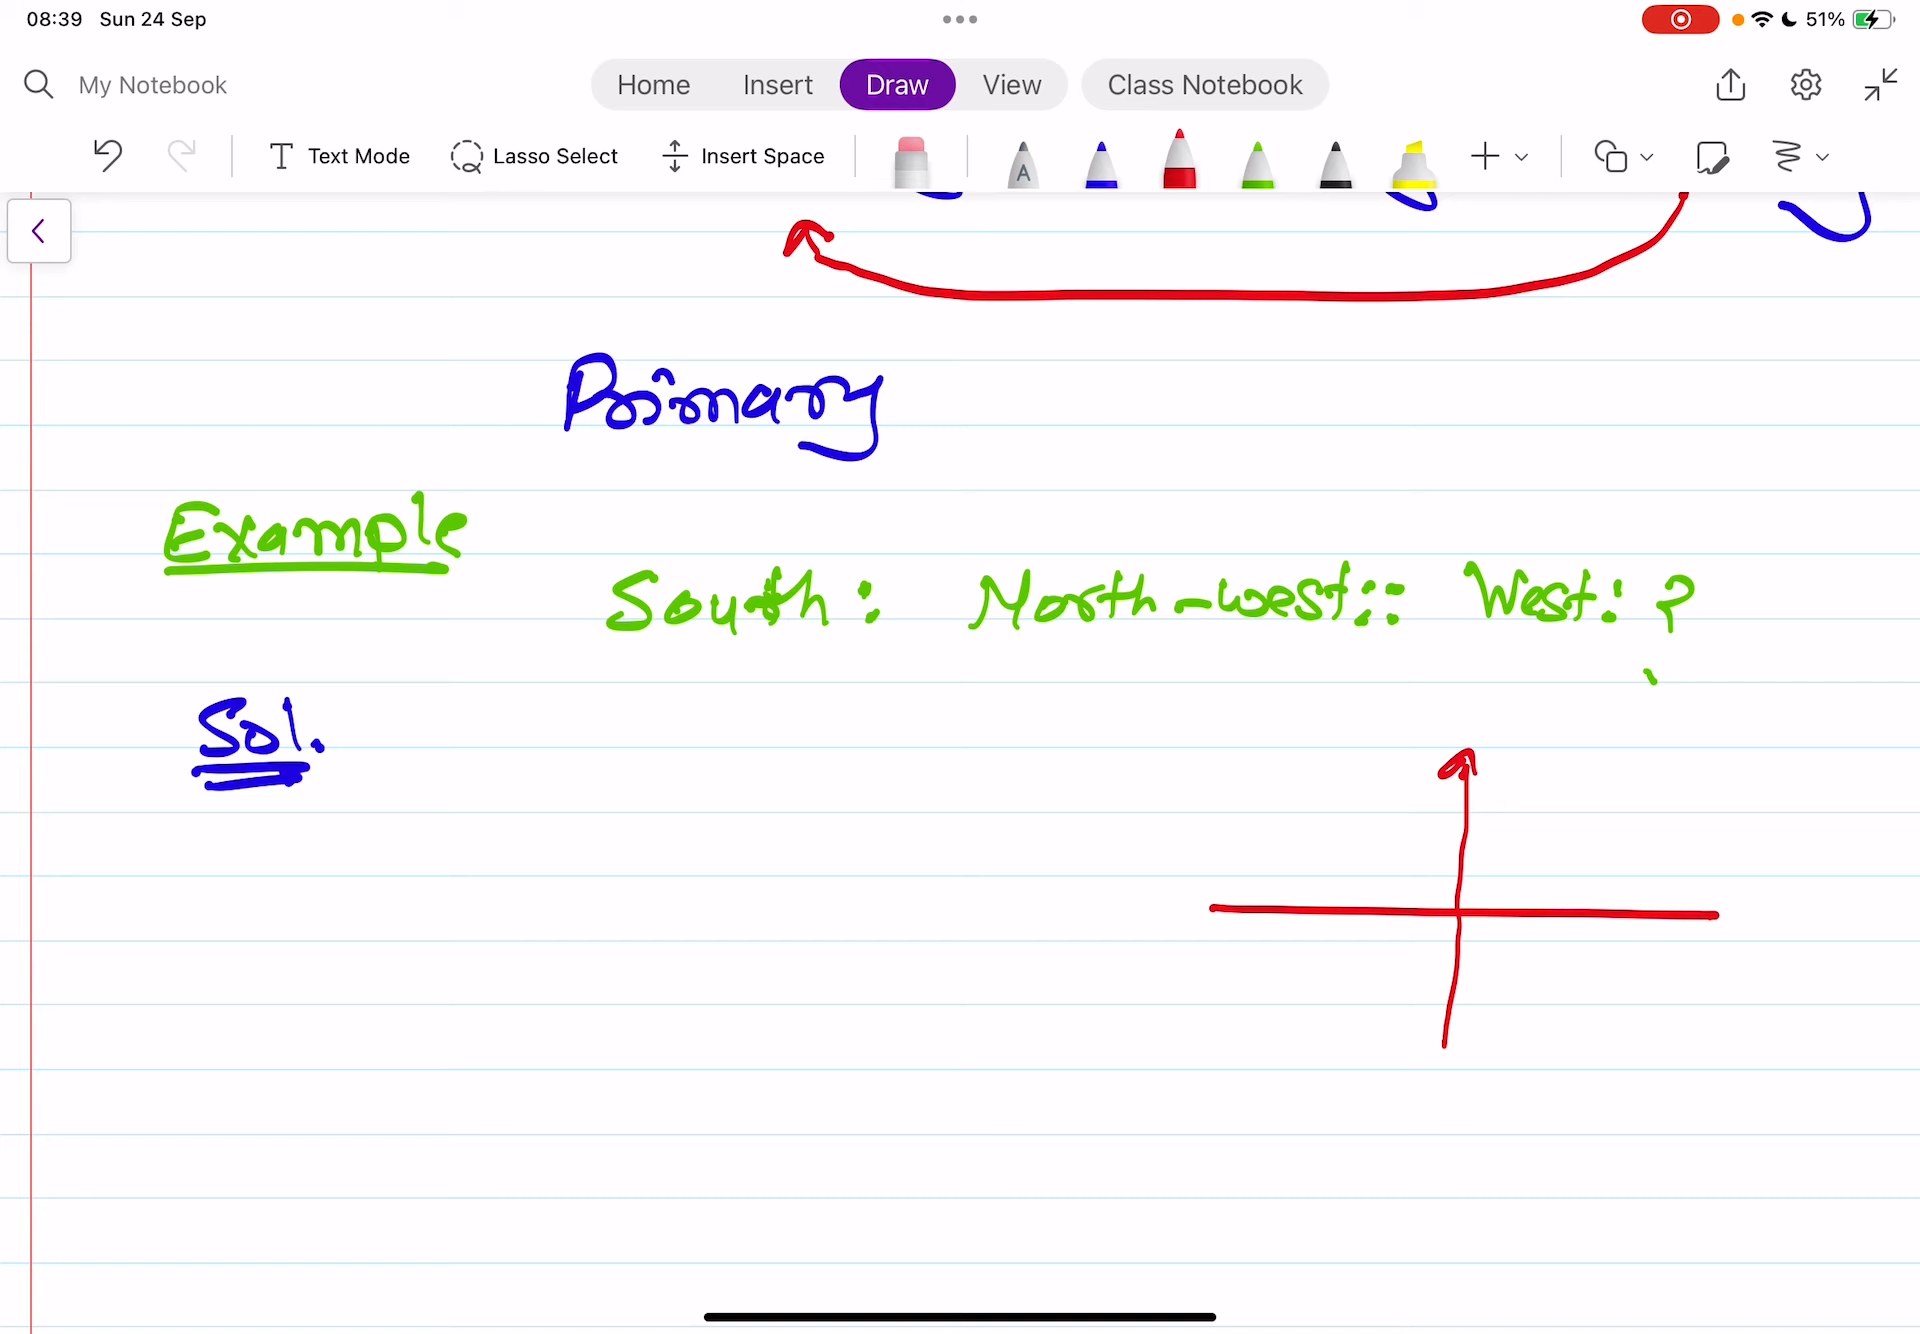 08:39 Sun 24 Sep
51%
My Notebook
Home Insert Draw View Class Notebook
Text Mode Lasso Select Insert Space
A
Primary
Example
South : North-west :: West : ?
Sol.